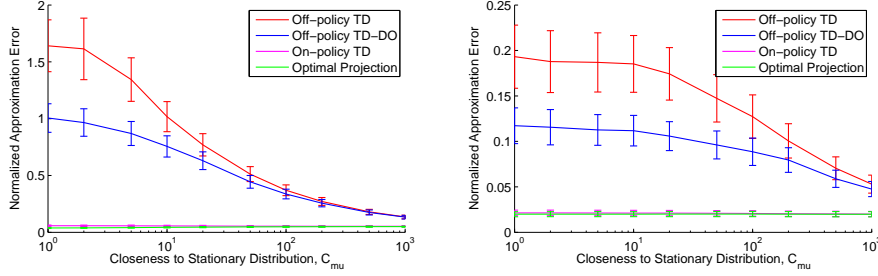 2
1.5
1
0.5
0
Normalized Approximation Error
Off-policy TD
Off-policy TD-DO
On-policy TD
Optimal Projection
10^0
10^1
10^2
10^3
Closeness to Stationary Distribution, C_mu
0.25
0.2
0.15
0.1
0.05
0
Normalized Approximation Error
Off-policy TD
Off-policy TD-DO
On-policy TD
Optimal Projection
10^0
10^1
10^2
10^3
Closeness to Stationary Distribution, C_mu